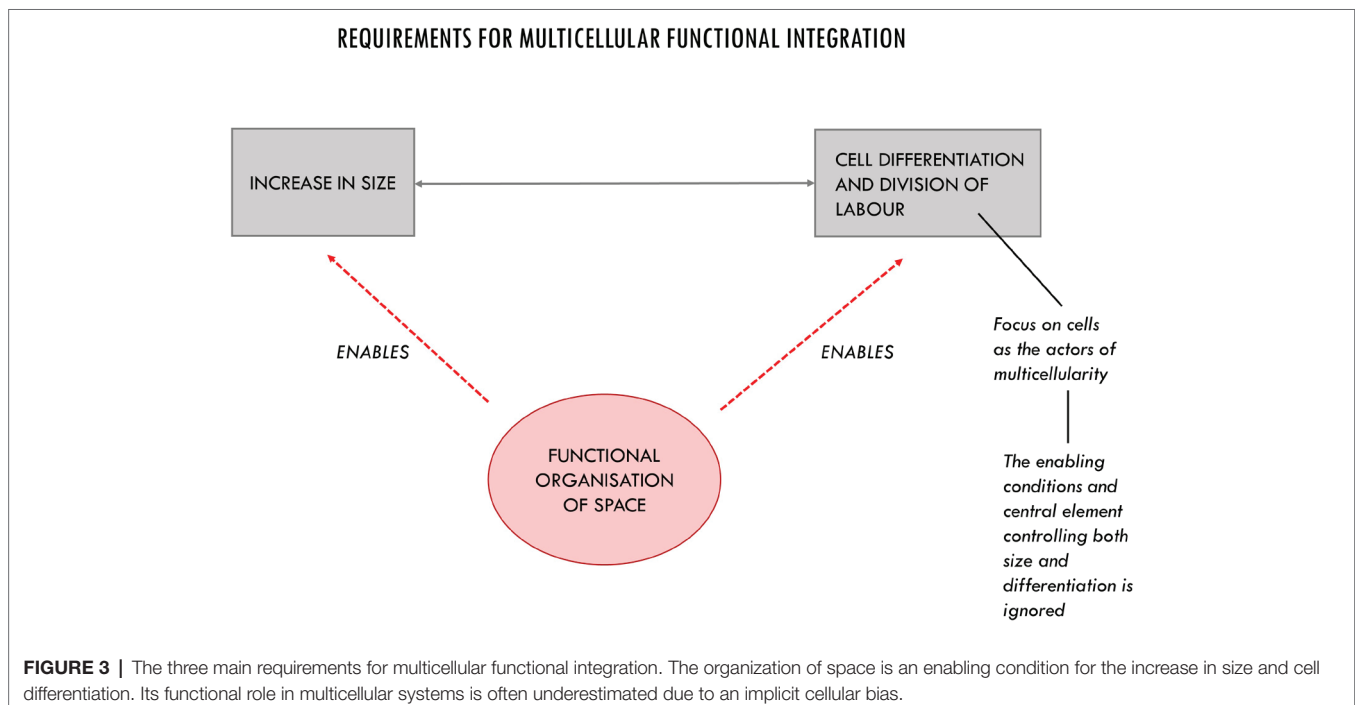 REQUIREMENTS FOR MULTICELLULAR FUNCTIONAL INTEGRATION
INCREASE IN SIZE
CELL DIFFERENTIATION
AND DIVISION OF
LABOUR
ENABLES
ENABLES
Focus on cells
as the actors of
multicellularity
FUNCTIONAL
ORGANISATION
OF SPACE
The enabling
conditions and
central element
controlling both
size and
differentiation is
ignored
FIGURE 3 | The three main requirements for multicellular functional integration. The organization of space is an enabling condition for the increase in size and cell
differentiation. Its functional role in multicellular systems is often underestimated due to an implicit cellular bias.